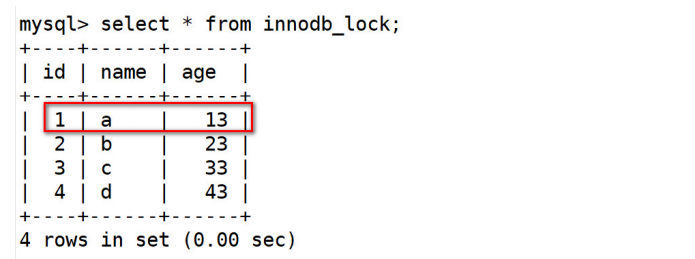 mysql> select * from innodb_lock;
+----+------+------+
| id | name | age  |
+----+------+------+
|  1 | a    |   13 |
|  2 | b    |   23 |
|  3 | c    |   33 |
|  4 | d    |   43 |
+----+------+------+
4 rows in set (0.00 sec)